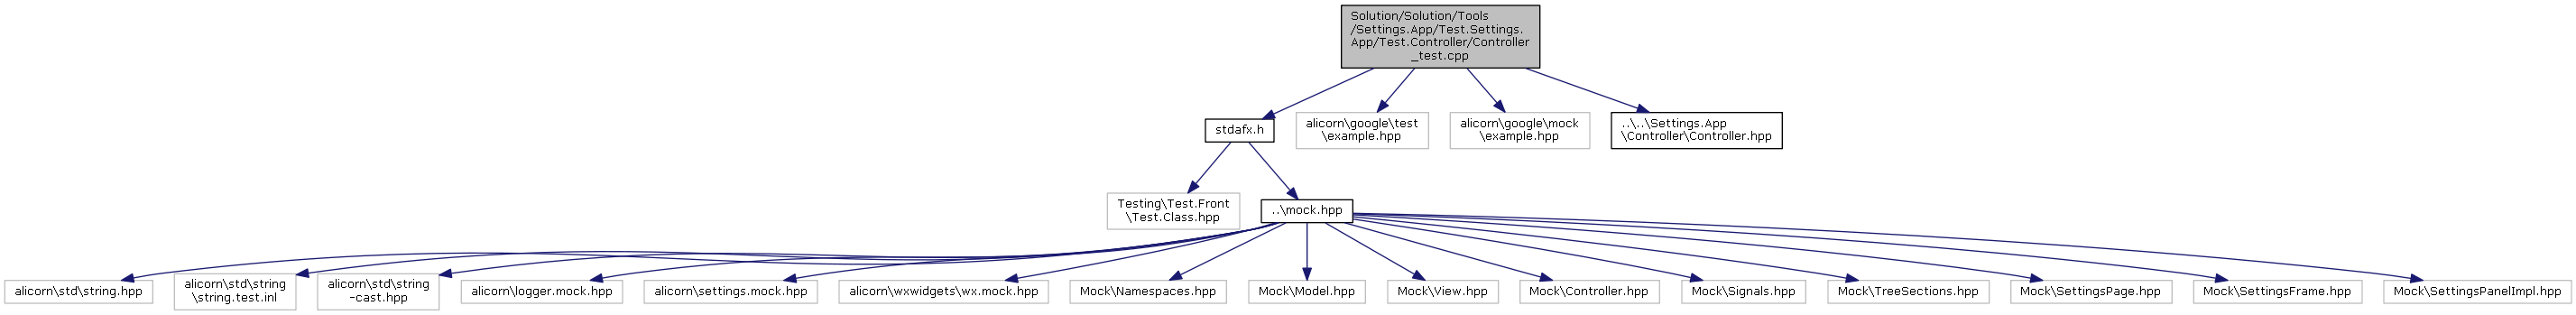 Solution/Solution/Tools
/Settings.App/Test.Settings.
App/Test.Controller/Controller
_test.cpp
stdafx.h
alicorn\google\test
\example.hpp
alicorn\google\mock
\example.hpp
..\..\Settings.App
\Controller\Controller.hpp
Testing\Test.Front
\Test.Class.hpp
..\mock.hpp
alicorn\std\string.hpp
alicorn\std\string
\string.test.inl
alicorn\std\string
-cast.hpp
alicorn\logger.mock.hpp
alicorn\settings.mock.hpp
alicorn\wxwidgets\wx.mock.hpp
Mock\Namespaces.hpp
Mock\Model.hpp
Mock\View.hpp
Mock\Controller.hpp
Mock\Signals.hpp
Mock\TreeSections.hpp
Mock\SettingsPage.hpp
Mock\SettingsFrame.hpp
Mock\SettingsPanelImpl.hpp